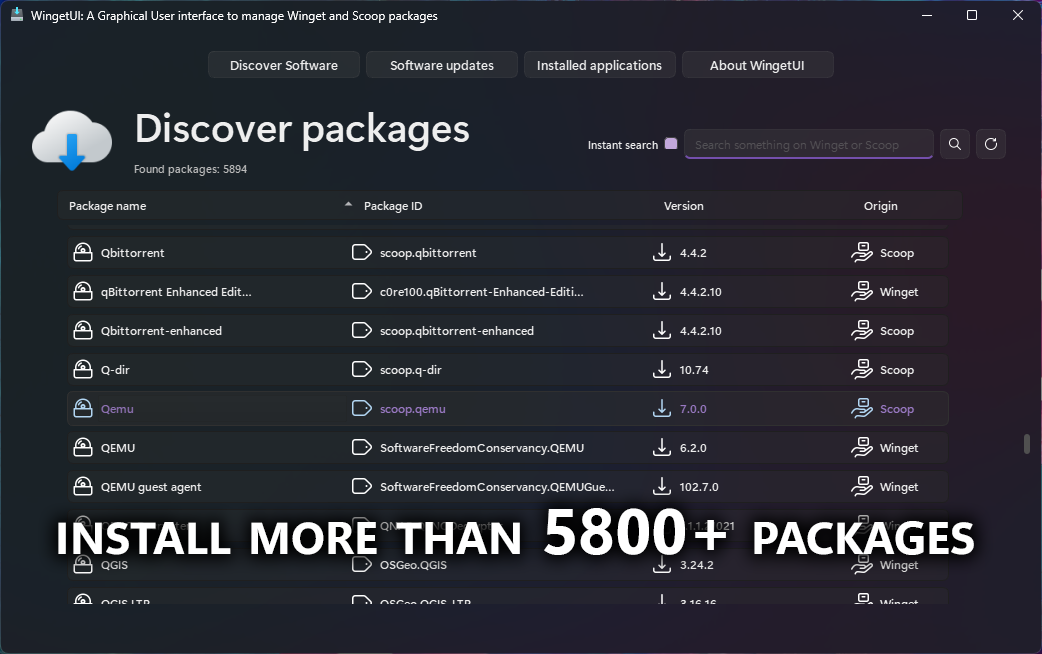 WingetUI: A Graphical User interface to manage Winget and Scoop packages
Discover Software Software updates Installed applications About WingetUI
Discover packages
Instant search Search something on Winget or Scoop
Found packages: 5894
Package name Package ID Version Origin
Qbittorrent scoop.qbittorrent 4.4.2 Scoop
qBittorrent Enhanced Edit... c0re100.qBittorrent-Enhanced-Editi... 4.4.2.10 Winget
Qbittorrent-enhanced scoop.qbittorrent-enhanced 4.4.2.10 Scoop
Q-dir scoop.q-dir 10.74 Scoop
Qemu scoop.qemu 7.0.0 Scoop
QEMU SoftwareFreedomConservancy.QEMU 6.2.0 Winget
QEMU guest agent SoftwareFreedomConservancy.QEMUGue... 102.7.0 Winget
INSTALL MORE THAN 5800+ PACKAGES
QGIS OSGeo.QGIS 3.24.2 Winget
QGIS LTR OSGeo.QGIS_LTR 3.16.16 Winget